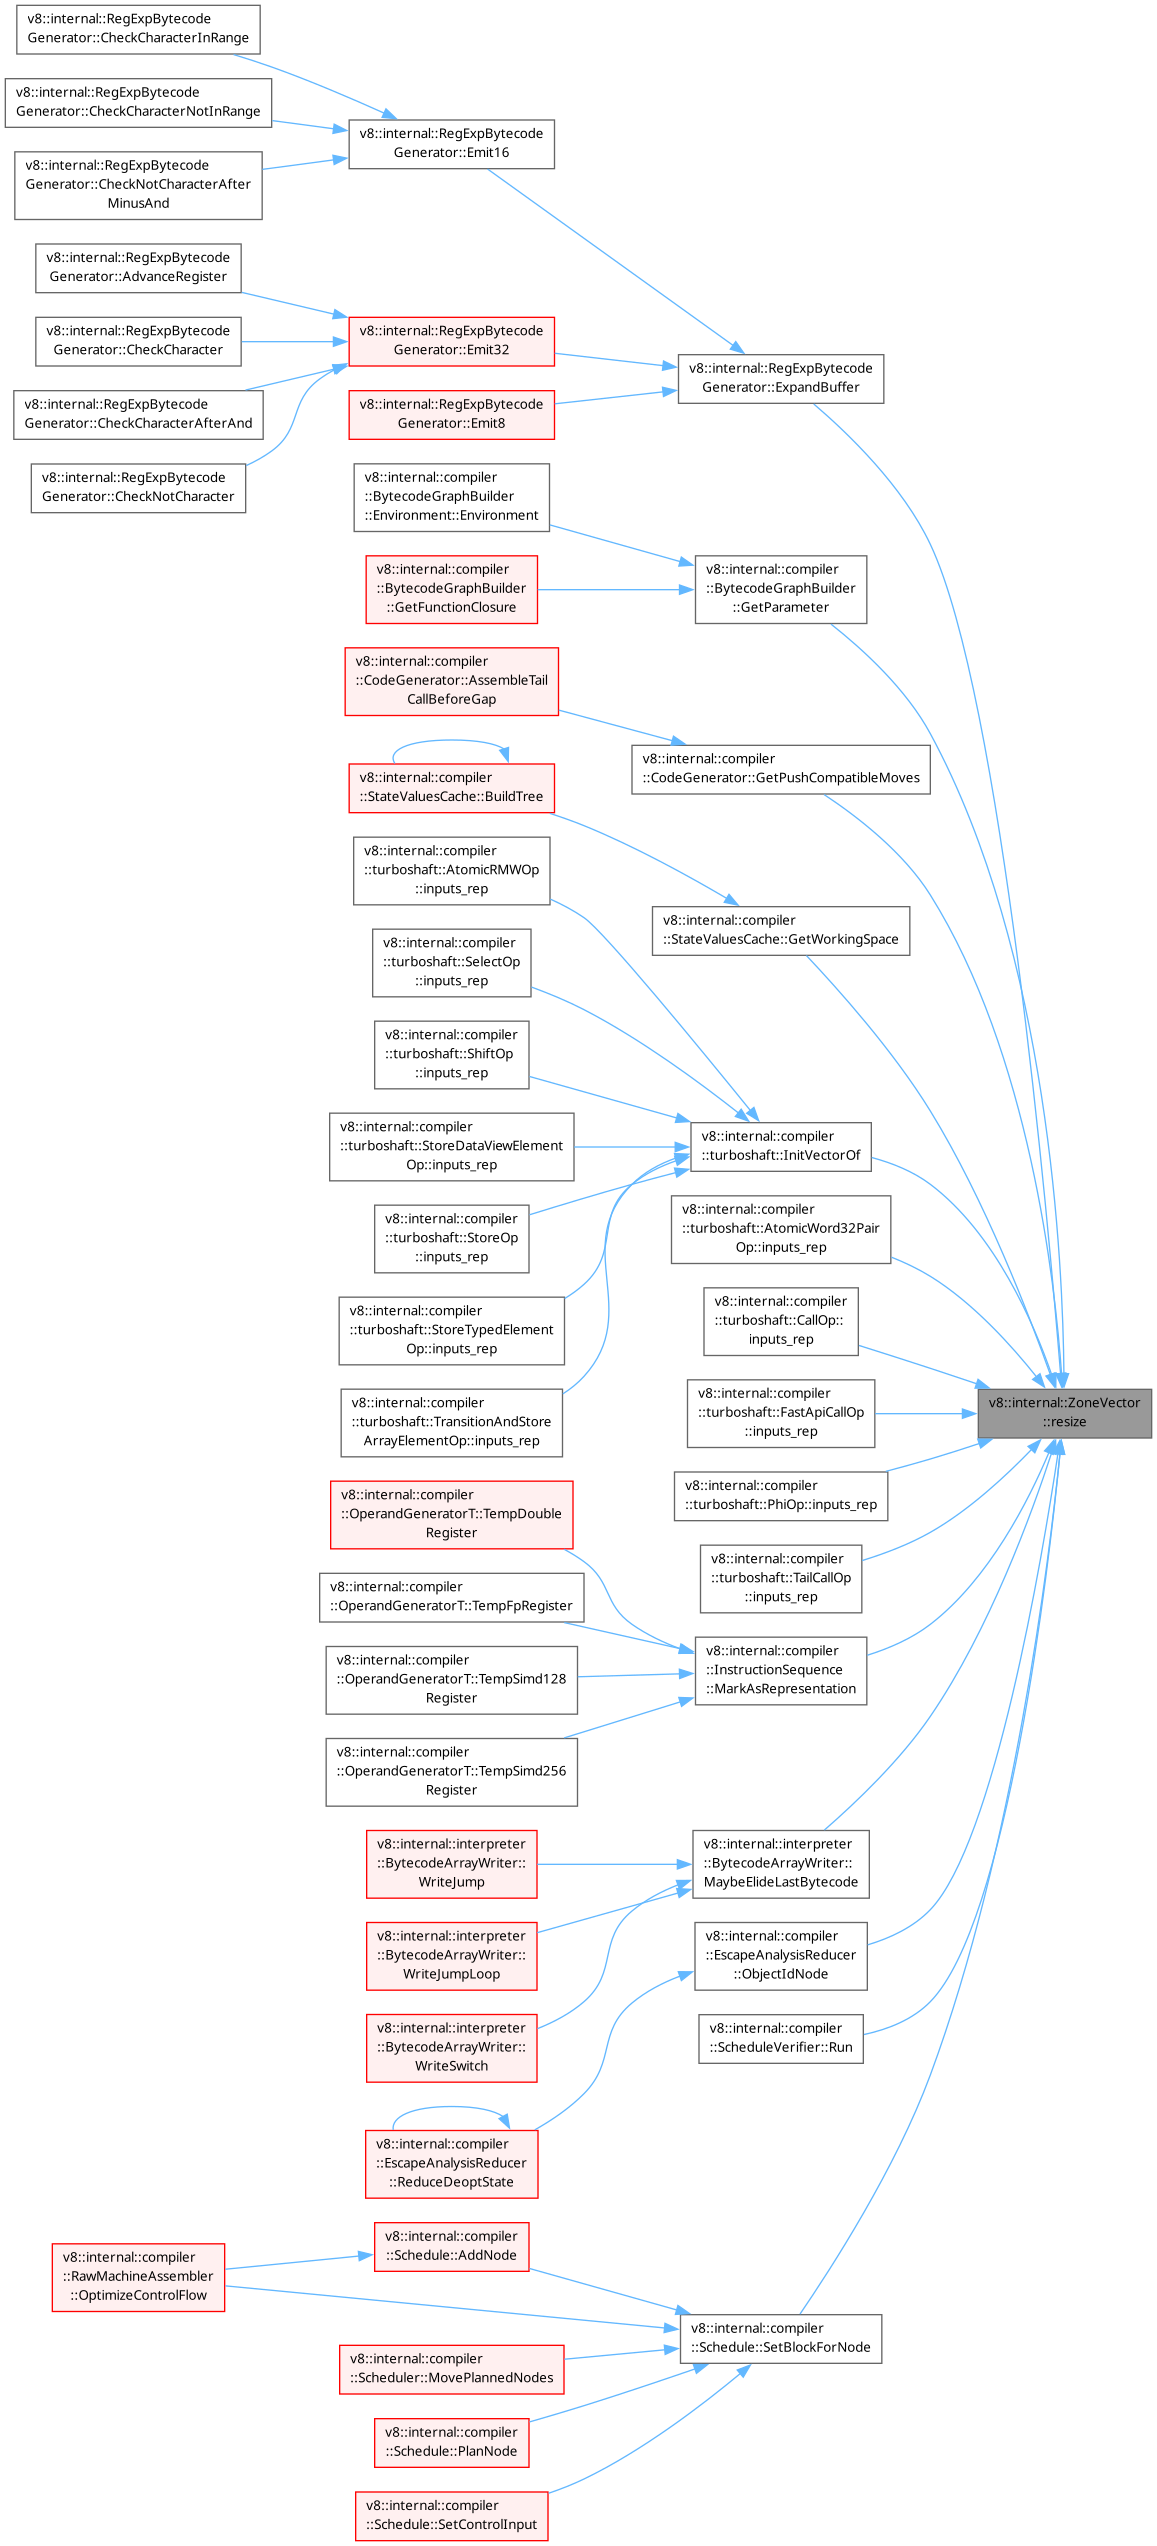 v8::internal::RegExpBytecode
Generator::CheckCharacterInRange
v8::internal::RegExpBytecode
Generator::CheckCharacterNotInRange
v8::internal::RegExpBytecode
Generator::Emit16
v8::internal::RegExpBytecode
Generator::CheckNotCharacterAfter
MinusAnd
v8::internal::RegExpBytecode
Generator::AdvanceRegister
v8::internal::RegExpBytecode
Generator::CheckCharacter
v8::internal::RegExpBytecode
Generator::Emit32
v8::internal::RegExpBytecode
Generator::ExpandBuffer
v8::internal::RegExpBytecode
Generator::CheckCharacterAfterAnd
v8::internal::RegExpBytecode
Generator::Emit8
v8::internal::RegExpBytecode
Generator::CheckNotCharacter
v8::internal::compiler
::BytecodeGraphBuilder
::Environment::Environment
v8::internal::compiler
::BytecodeGraphBuilder
::GetFunctionClosure
v8::internal::compiler
::BytecodeGraphBuilder
::GetParameter
v8::internal::compiler
::CodeGenerator::AssembleTail
CallBeforeGap
v8::internal::compiler
::CodeGenerator::GetPushCompatibleMoves
v8::internal::compiler
::StateValuesCache::BuildTree
v8::internal::compiler
::turboshaft::AtomicRMWOp
::inputs_rep
v8::internal::compiler
::StateValuesCache::GetWorkingSpace
v8::internal::compiler
::turboshaft::SelectOp
::inputs_rep
v8::internal::compiler
::turboshaft::ShiftOp
::inputs_rep
v8::internal::compiler
::turboshaft::StoreDataViewElement
Op::inputs_rep
v8::internal::compiler
::turboshaft::InitVectorOf
v8::internal::compiler
::turboshaft::StoreOp
::inputs_rep
v8::internal::compiler
::turboshaft::AtomicWord32Pair
Op::inputs_rep
v8::internal::compiler
::turboshaft::StoreTypedElement
Op::inputs_rep
v8::internal::compiler
::turboshaft::CallOp::
inputs_rep
v8::internal::compiler
::turboshaft::TransitionAndStore
ArrayElementOp::inputs_rep
v8::internal::compiler
::turboshaft::FastApiCallOp
::inputs_rep
v8::internal::ZoneVector
::resize
v8::internal::compiler
::turboshaft::PhiOp::inputs_rep
v8::internal::compiler
::OperandGeneratorT::TempDouble
Register
v8::internal::compiler
::turboshaft::TailCallOp
::inputs_rep
v8::internal::compiler
::OperandGeneratorT::TempFpRegister
v8::internal::compiler
::OperandGeneratorT::TempSimd128
Register
v8::internal::compiler
::InstructionSequence
::MarkAsRepresentation
v8::internal::compiler
::OperandGeneratorT::TempSimd256
Register
v8::internal::interpreter
::BytecodeArrayWriter::
WriteJump
v8::internal::interpreter
::BytecodeArrayWriter::
MaybeElideLastBytecode
v8::internal::interpreter
::BytecodeArrayWriter::
WriteJumpLoop
v8::internal::compiler
::EscapeAnalysisReducer
::ObjectIdNode
v8::internal::interpreter
::BytecodeArrayWriter::
WriteSwitch
v8::internal::compiler
::ScheduleVerifier::Run
v8::internal::compiler
::EscapeAnalysisReducer
::ReduceDeoptState
v8::internal::compiler
::Schedule::AddNode
v8::internal::compiler
::RawMachineAssembler
::OptimizeControlFlow
v8::internal::compiler
::Schedule::SetBlockForNode
v8::internal::compiler
::Scheduler::MovePlannedNodes
v8::internal::compiler
::Schedule::PlanNode
v8::internal::compiler
::Schedule::SetControlInput